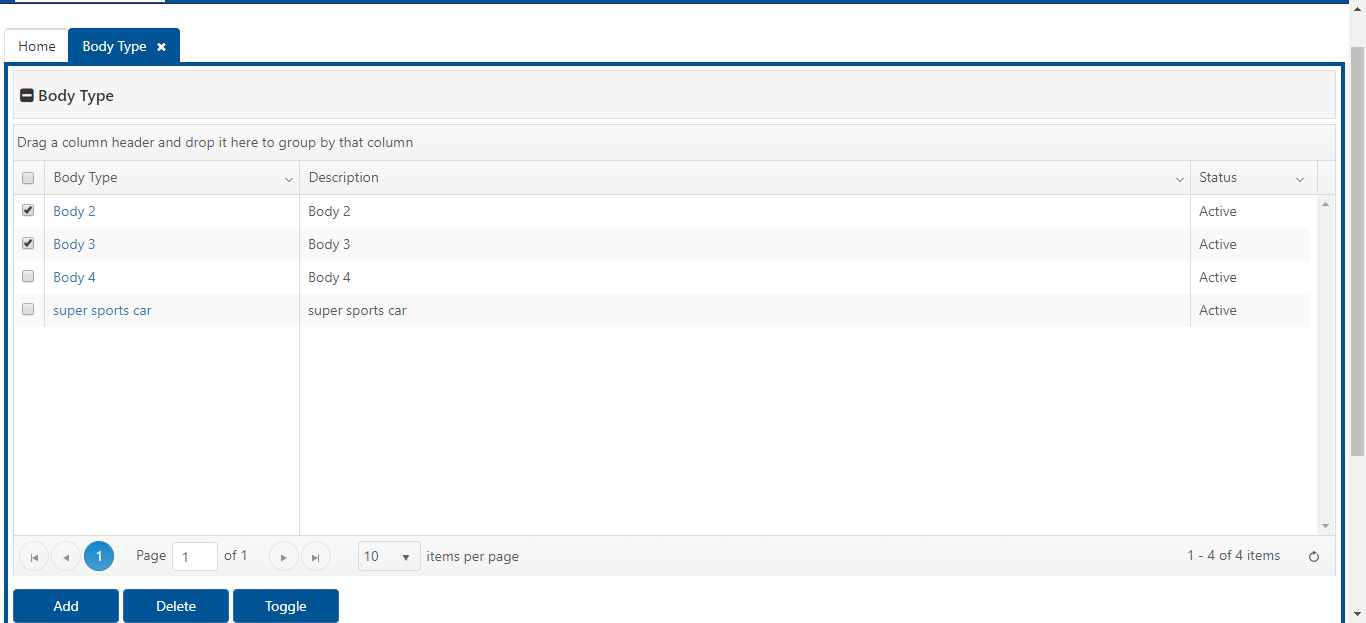 Home Body Type
Body Type
Drag a column header and drop it here to group by that column
Body Type Description Status
Body 2 Body 2 Active
Body 3 Body 3 Active
Body 4 Body 4 Active
super sports car super sports car Active
1 Page 1 of 1 10 items per page 1 - 4 of 4 items
Add Delete Toggle